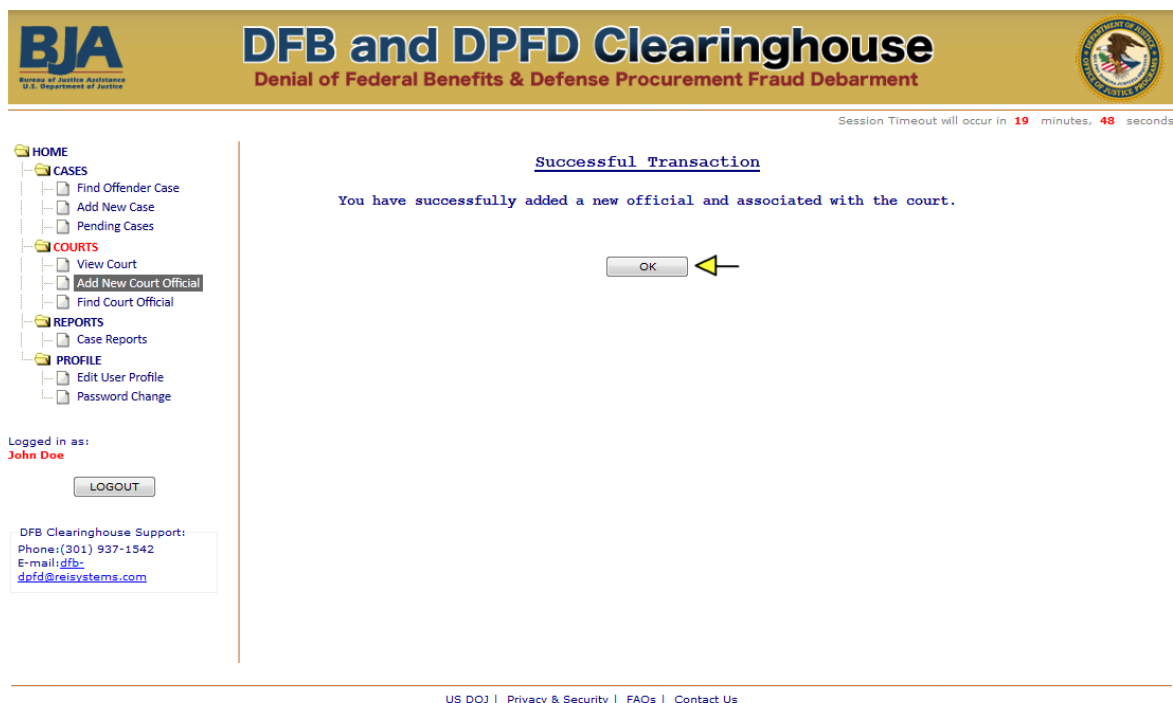 BJA
Bureau of Justice Assistance
U.S. Department of Justice
DFB and DPFD Clearinghouse
Denial of Federal Benefits & Defense Procurement Fraud Debarment
Session Timeout will occur in 19 minutes, 48 seconds
HOME
CASES
Find Offender Case
Add New Case
Pending Cases
COURTS
View Court
Add New Court Official
Find Court Official
REPORTS
Case Reports
PROFILE
Edit User Profile
Password Change
Logged in as:
John Doe
LOGOUT
DFB Clearinghouse Support:
Phone:(301) 937-1542
E-mail:dfb-
dpfd@reisystems.com
Successful Transaction
You have successfully added a new official and associated with the court.
OK
US DOJ | Privacy & Security | FAQs | Contact Us